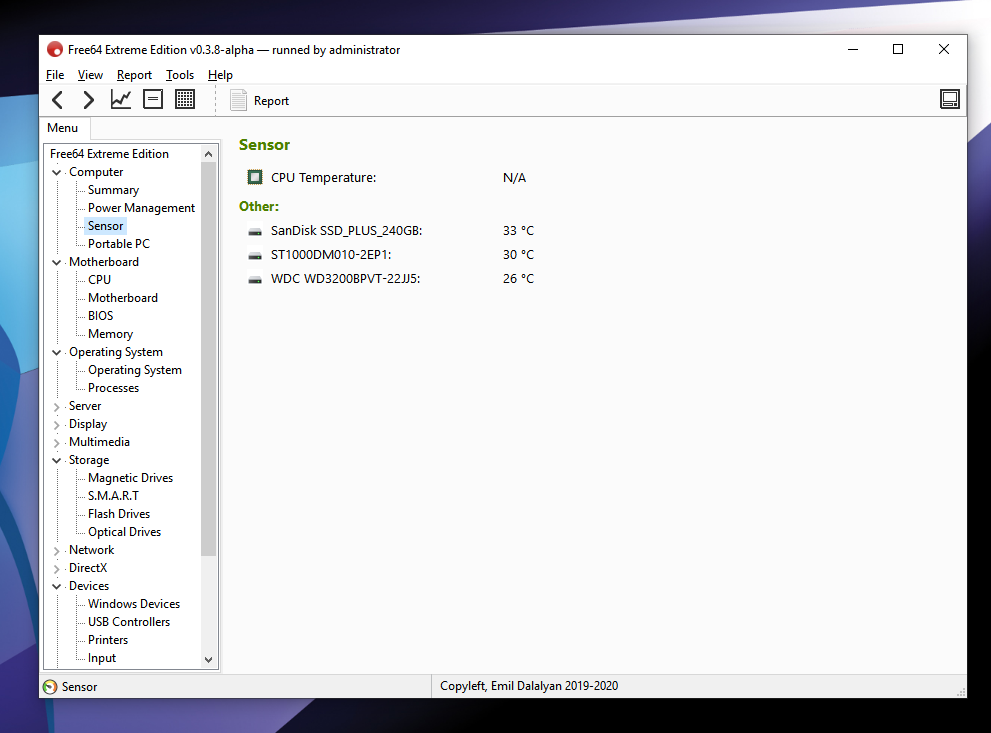 Free64 Extreme Edition v0.3.8-alpha — runned by administrator
File View Report Tools Help
Report
Menu
Free64 Extreme Edition
Computer
Summary
Power Management
Sensor
Portable PC
Motherboard
CPU
Motherboard
BIOS
Memory
Operating System
Operating System
Processes
Server
Display
Multimedia
Storage
Magnetic Drives
S.M.A.R.T
Flash Drives
Optical Drives
Network
DirectX
Devices
Windows Devices
USB Controllers
Printers
Input
Sensor
CPU Temperature: N/A
Other:
SanDisk SSD_PLUS_240GB: 33 °C
ST1000DM010-2EP1: 30 °C
WDC WD3200BPVT-22JJ5: 26 °C
Sensor
Copyleft, Emil Dalalyan 2019-2020